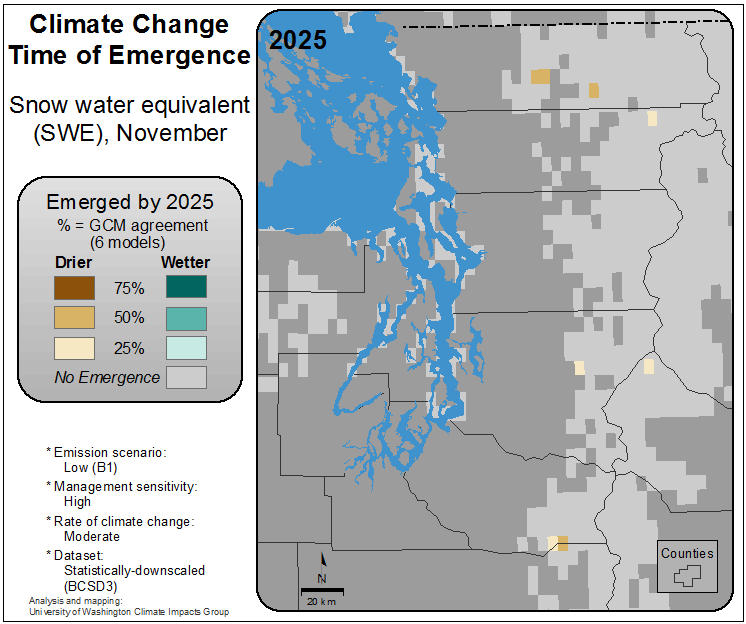 Climate Change
Time of Emergence
Snow water equivalent
(SWE), November
Emerged by 2025
% = GCM agreement
(6 models)
Drier Wetter
75%
50%
25%
No Emergence
* Emission scenario:
Low (B1)
* Management sensitivity:
High
* Rate of climate change:
Moderate
* Dataset:
Statistically-downscaled
(BCSD3)
Analysis and mapping:
University of Washington Climate Impacts Group
2025
N
20 km
Counties